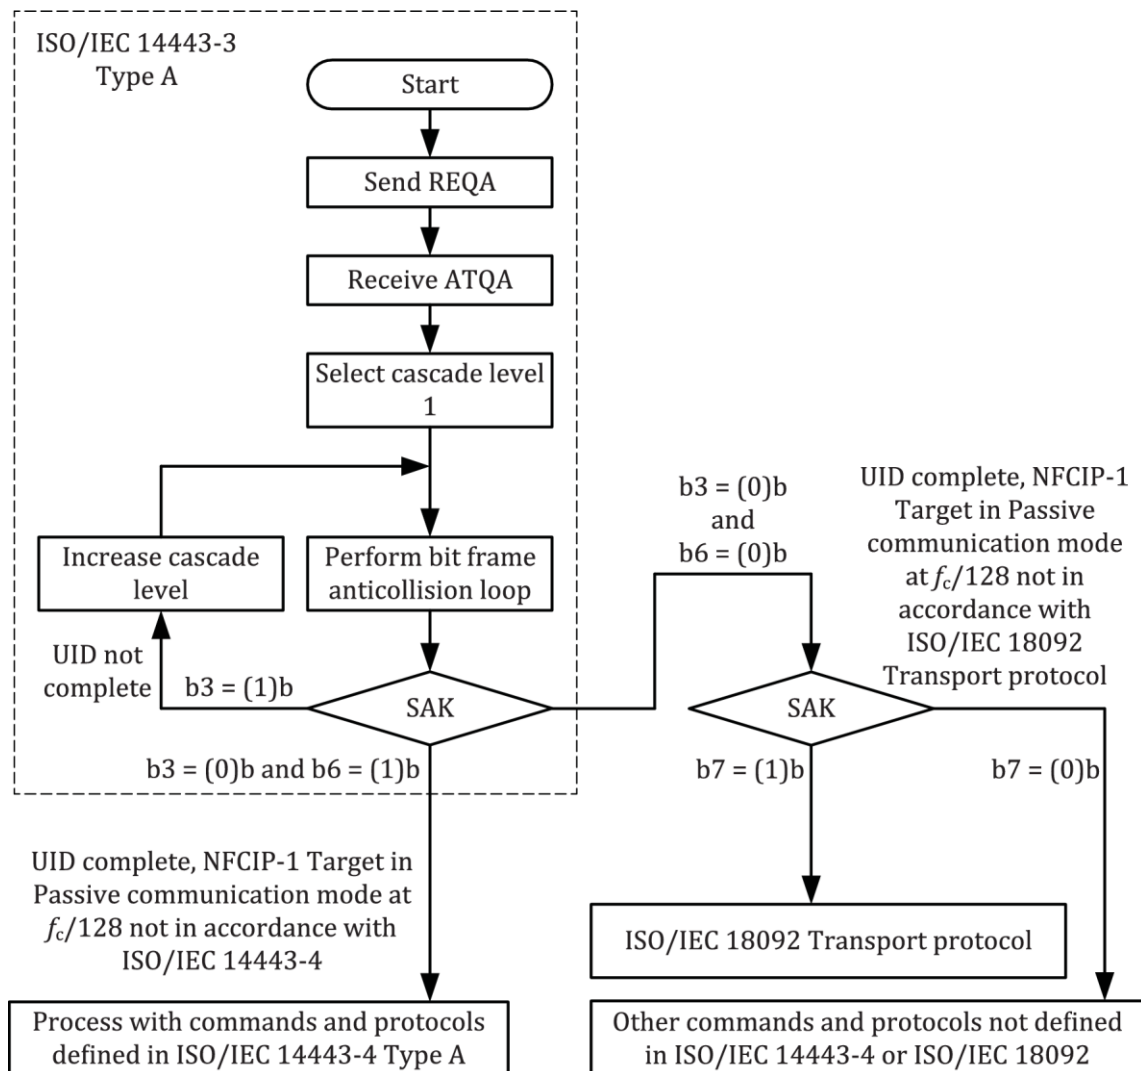 ISO/IEC 14443-3
Type A
Start
Send REQA
Receive ATQA
Select cascade level
1
Increase cascade
level
Perform bit frame
anticollision loop
b3 = (0)b
and
b6 = (0)b
UID complete, NFCIP-1
Target in Passive
communication mode
at fc/128 not in
accordance with
ISO/IEC 18092
Transport protocol
UID not
complete
b3 = (1)b
SAK
SAK
b3 = (0)b and b6 = (1)b
b7 = (1)b
b7 = (0)b
UID complete, NFCIP-1 Target in
Passive communication mode at
fc/128 not in accordance with
ISO/IEC 14443-4
ISO/IEC 18092 Transport protocol
Process with commands and protocols
defined in ISO/IEC 14443-4 Type A
Other commands and protocols not defined
in ISO/IEC 14443-4 or ISO/IEC 18092